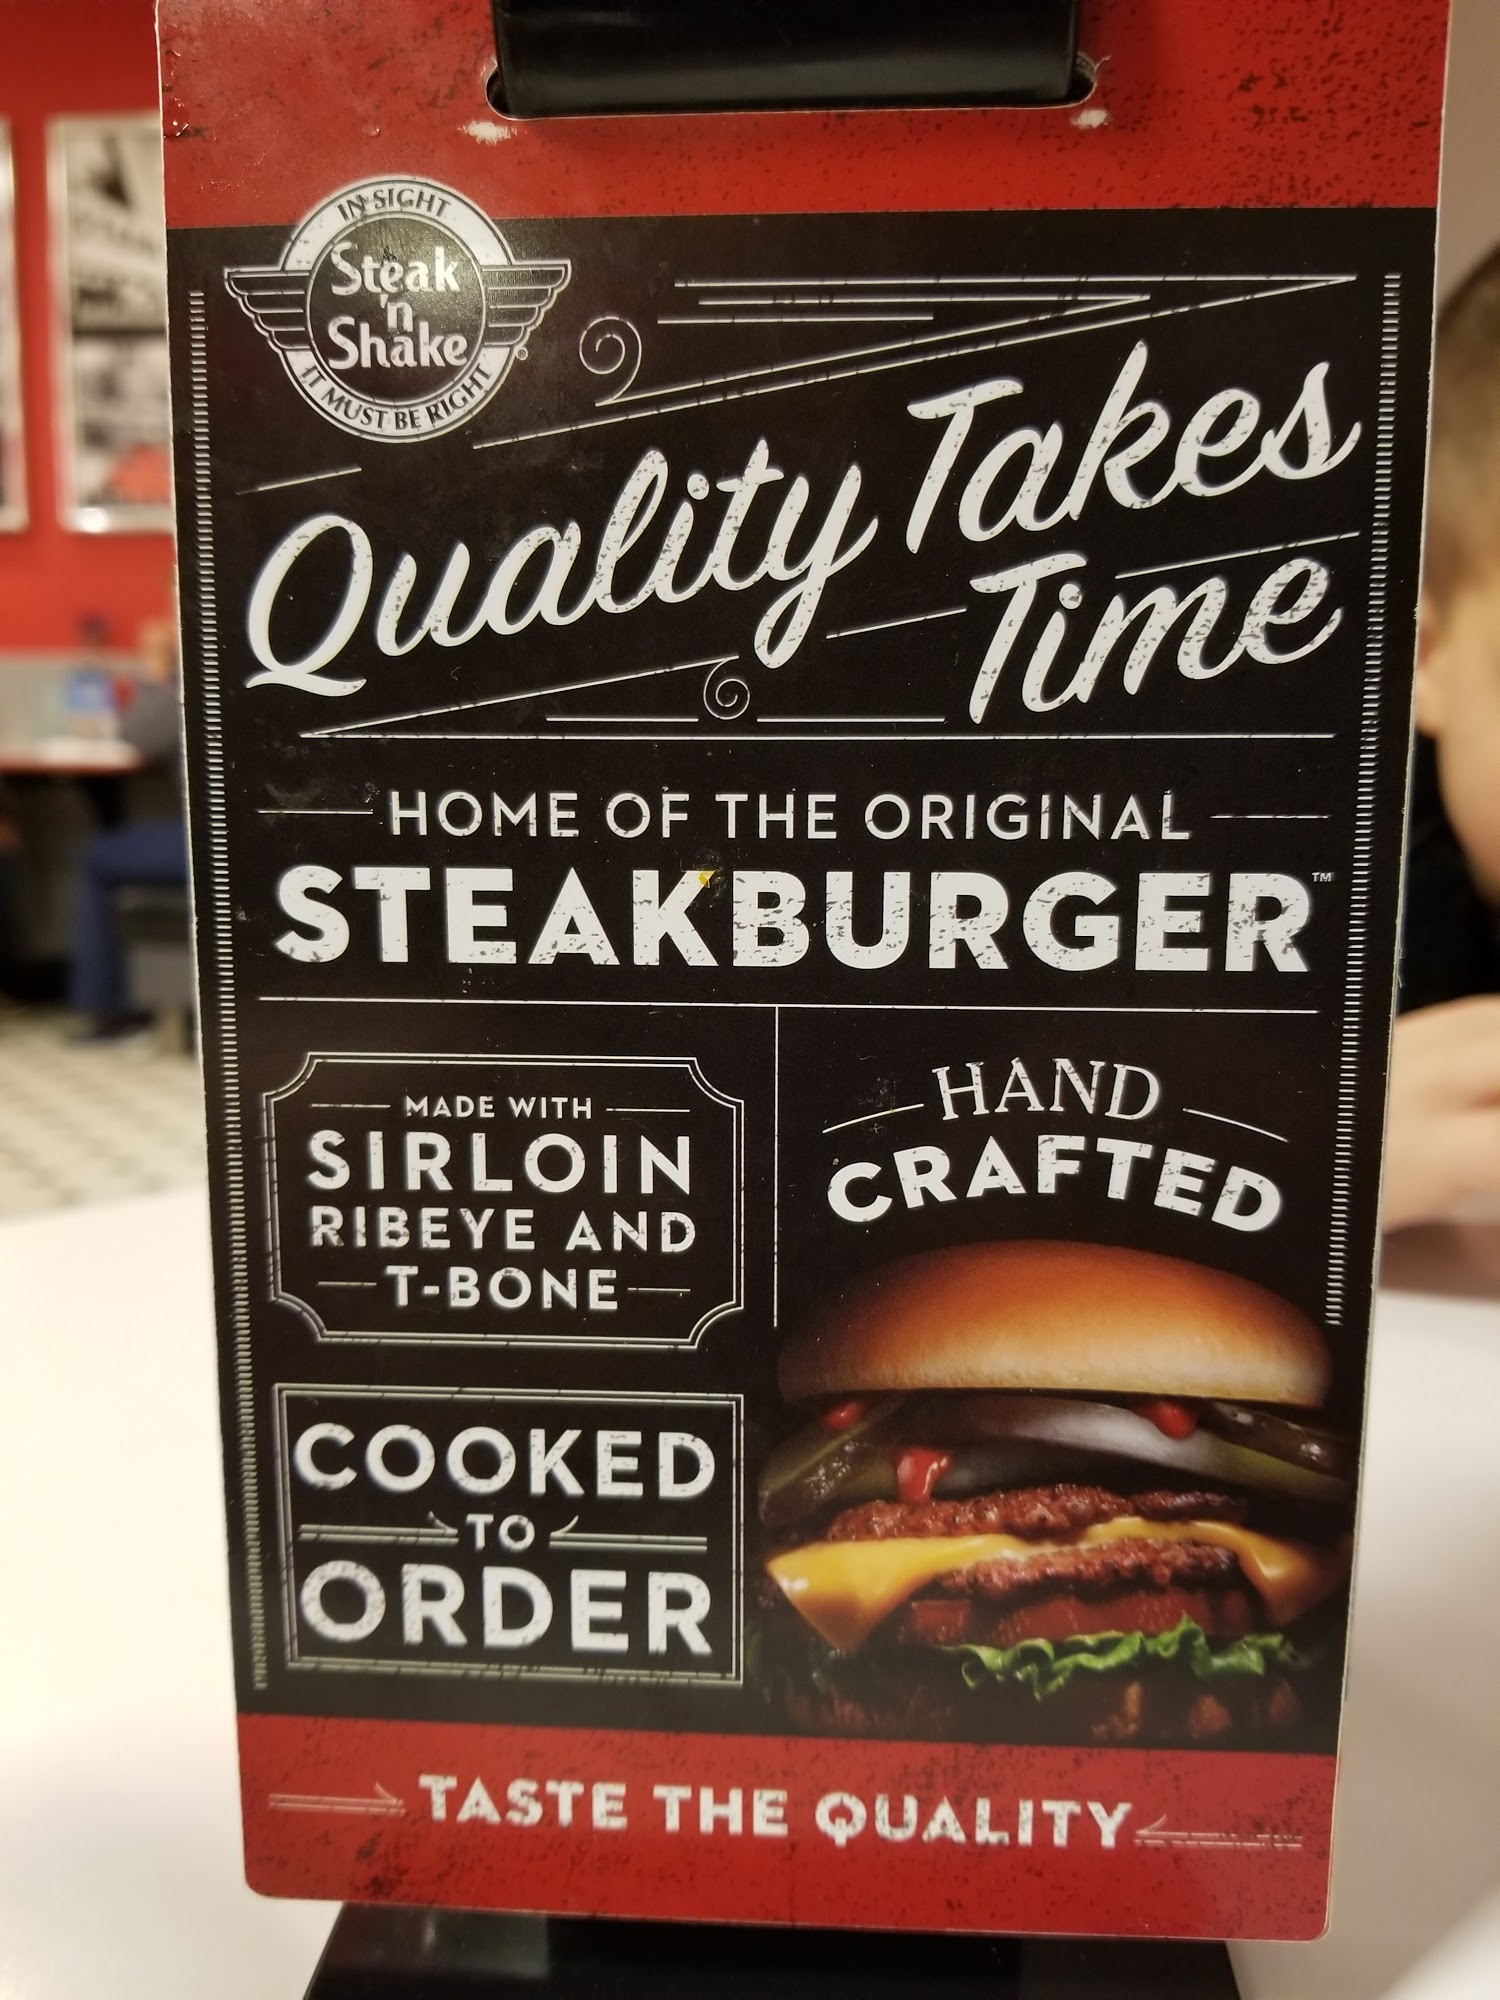 IN SIGHT
Steak
'n
Shake
®
IT MUST BE RIGHT
Quality Takes
Time
HOME OF THE ORIGINAL
STEAKBURGER™
MADE WITH
SIRLOIN
RIBEYE AND
T-BONE
HAND
CRAFTED
COOKED
TO
ORDER
TASTE THE QUALITY